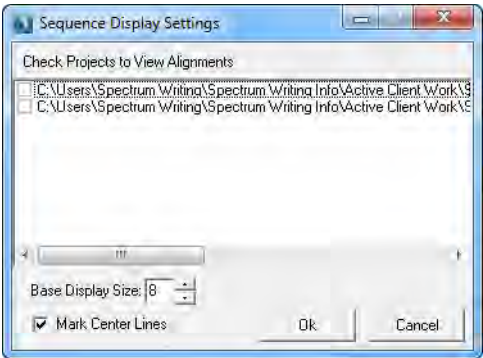 Sequence Display Settings
Check Projects to View Alignments
C:\Users\Spectrum Writing\Spectrum Writing Info\Active Client Work\S
C:\Users\Spectrum Writing\Spectrum Writing Info\Active Client Work\S
Base Display Size: 8
Mark Center Lines
Ok
Cancel